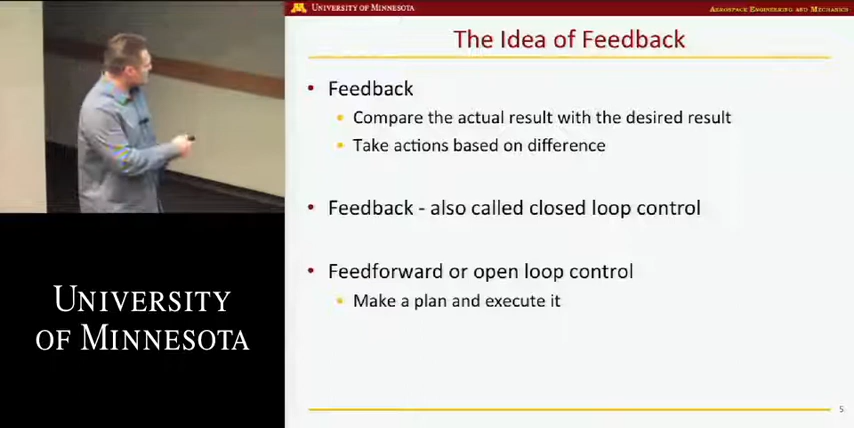 UNIVERSITY OF MINNESOTA
AEROSPACE ENGINEERING AND MECHANICS
The Idea of Feedback
• Feedback
• Compare the actual result with the desired result
• Take actions based on difference
• Feedback - also called closed loop control
• Feedforward or open loop control
• Make a plan and execute it
UNIVERSITY
OF MINNESOTA
5